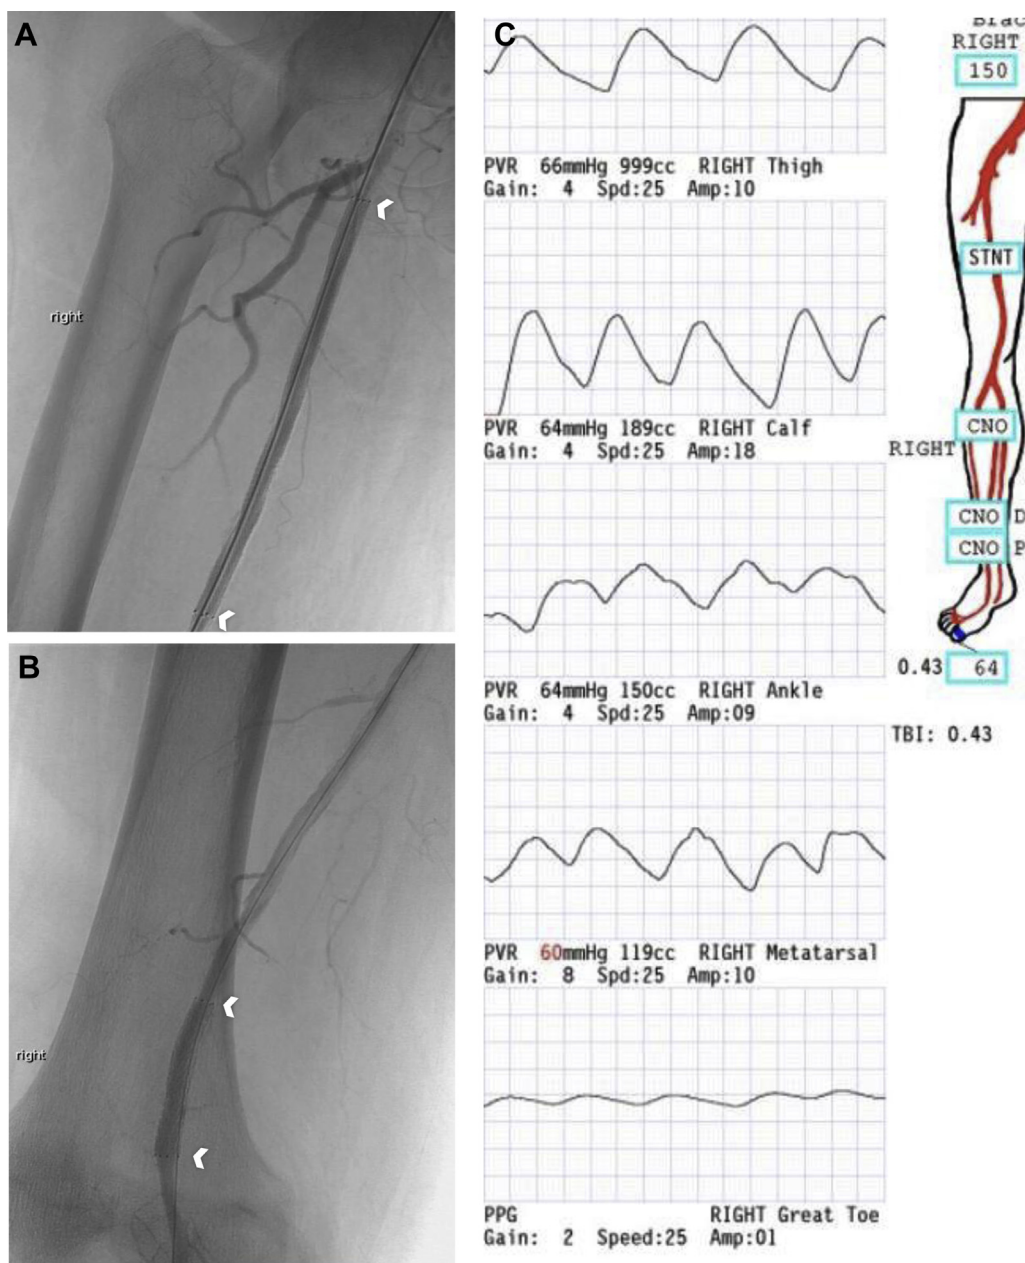 A
right
B
right
C
PVR 66mmHg 999cc RIGHT Thigh
Gain: 4 Spd:25 Amp:10
PVR 64mmHg 189cc RIGHT Calf
Gain: 4 Spd:25 Amp:18
PVR 64mmHg 150cc RIGHT Ankle
Gain: 4 Spd:25 Amp:09
PVR 60mmHg 119cc RIGHT Metatarsal
Gain: 8 Spd:25 Amp:10
PPG RIGHT Great Toe
Gain: 2 Speed:25 Amp:01
RIGHT
150
STNT
CNO
RIGHT
CNO D
CNO P
0.43 64
TBI: 0.43